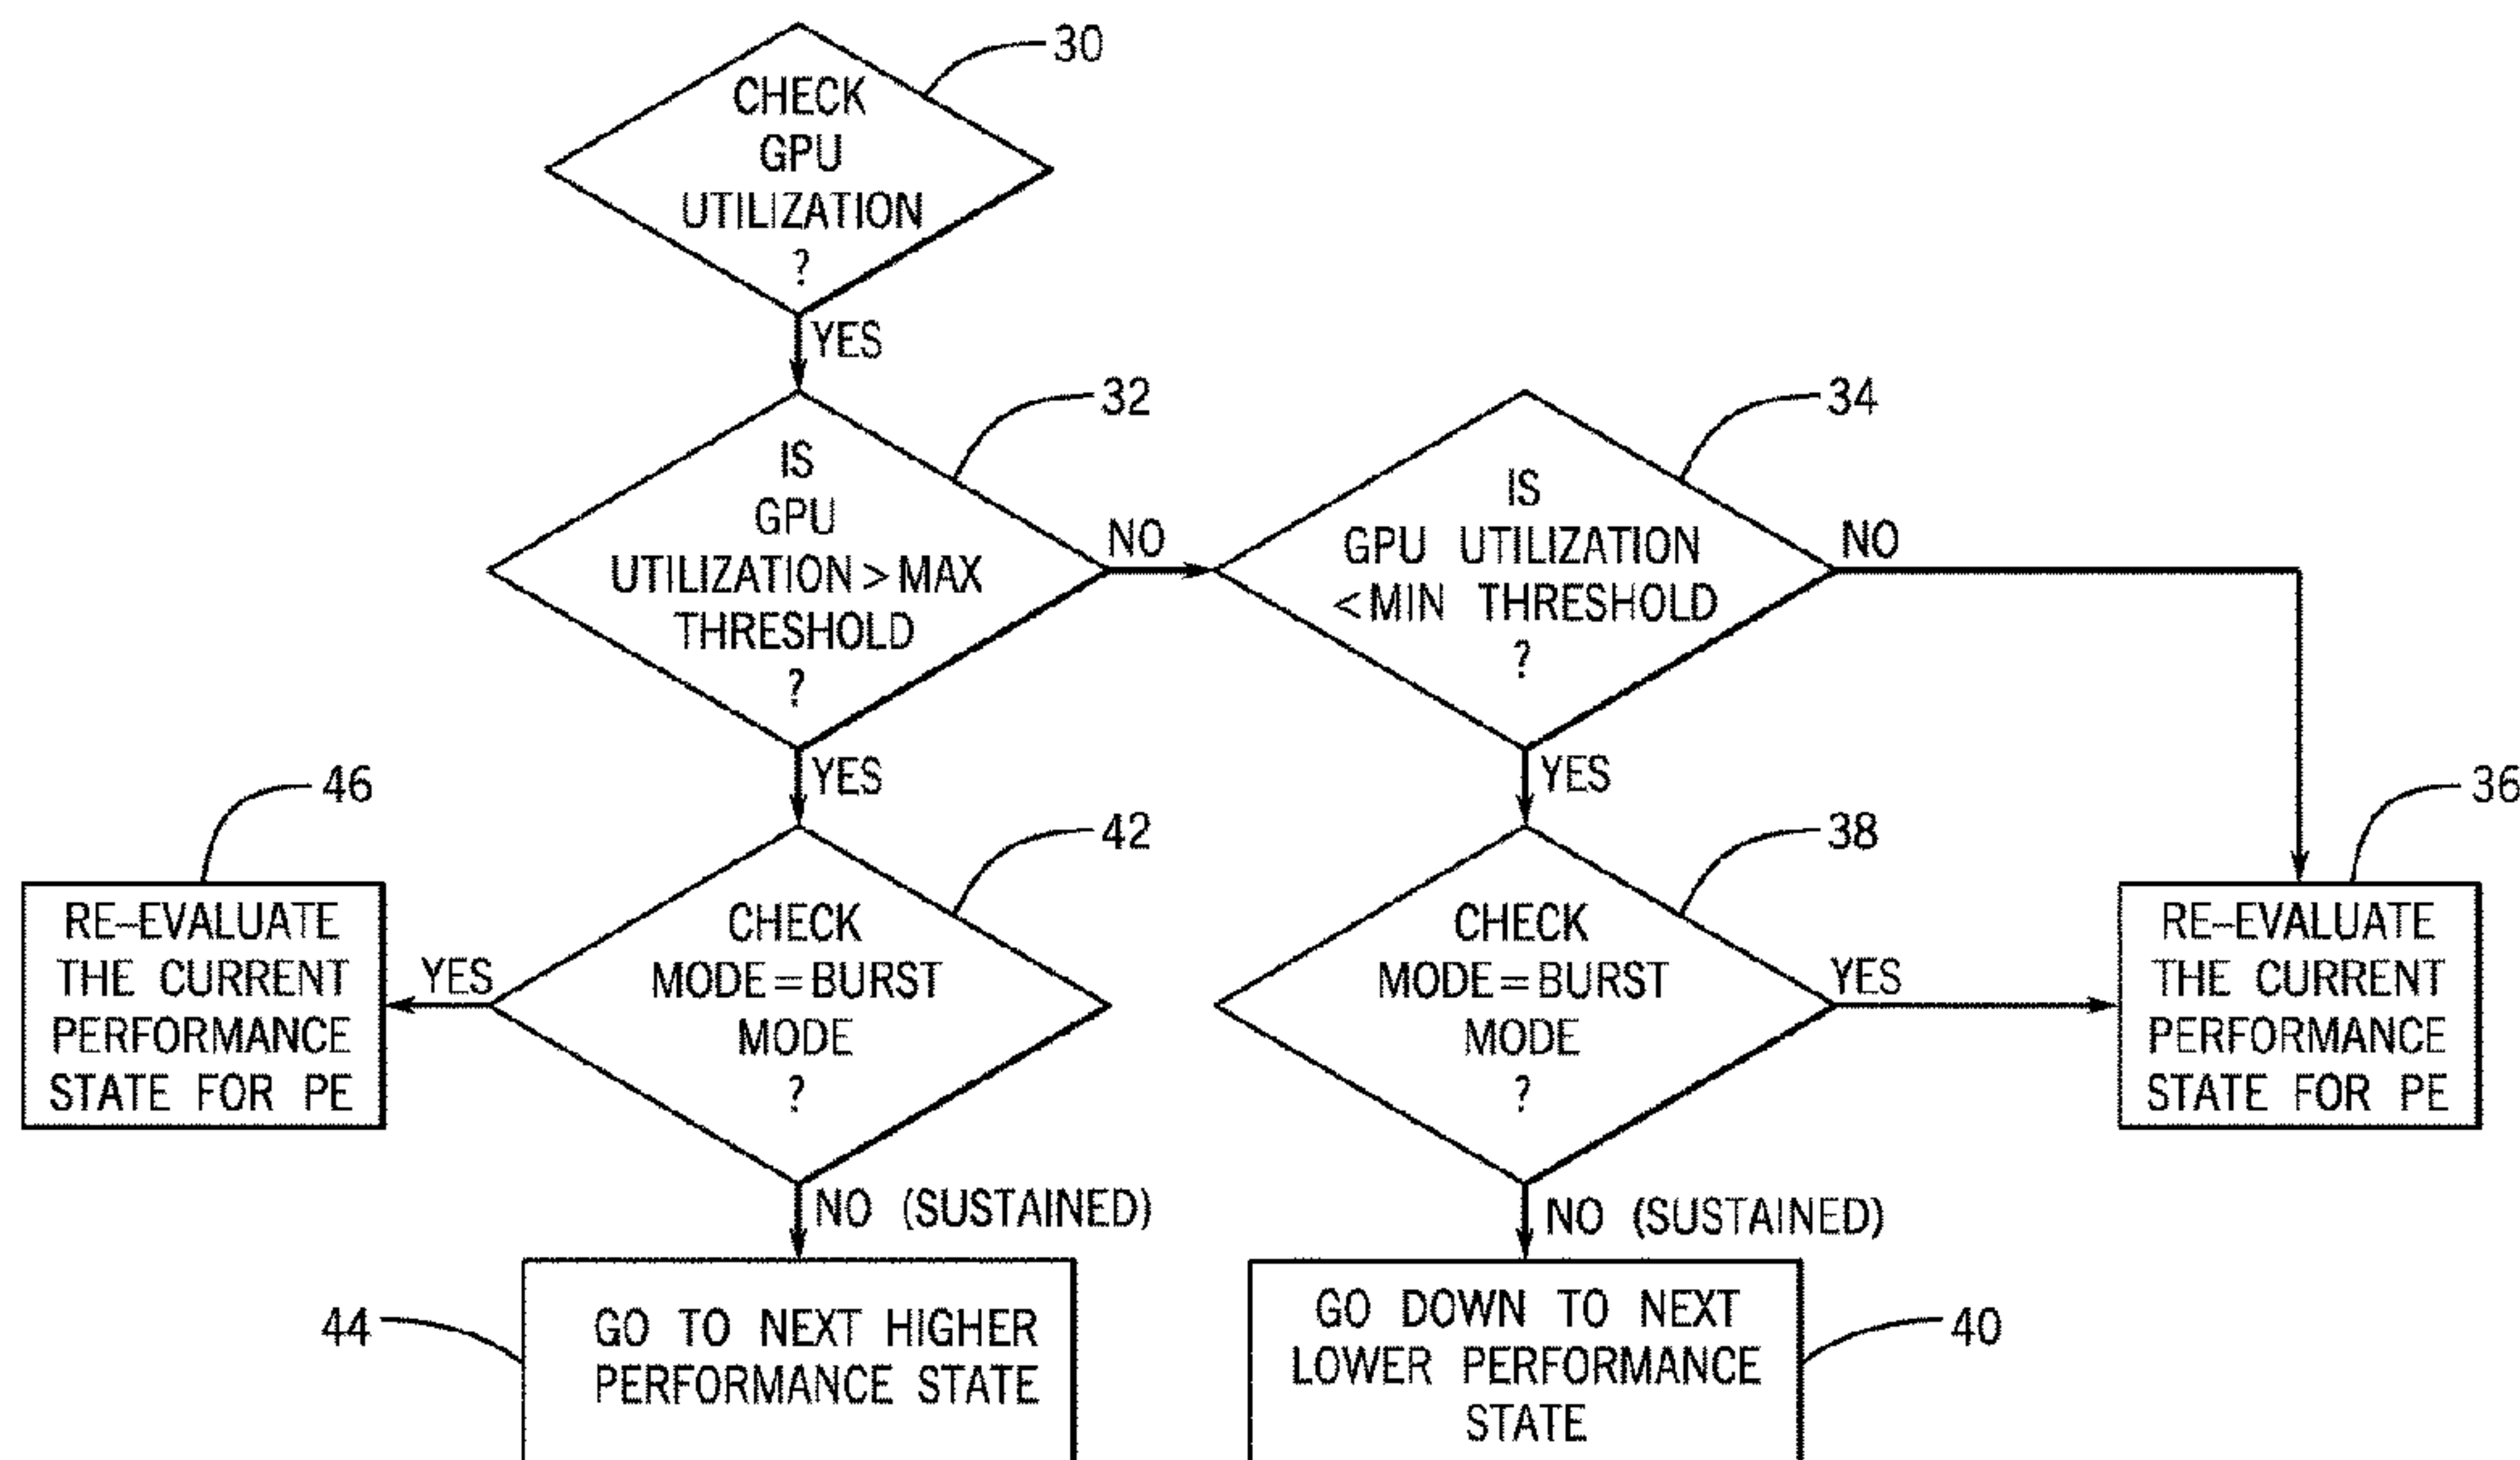 30
CHECK
GPU
UTILIZATION
?
YES
32
IS
GPU
UTILIZATION > MAX
THRESHOLD
?
NO
34
IS
GPU UTILIZATION
< MIN THRESHOLD
?
NO
YES
YES
46
RE-EVALUATE
THE CURRENT
PERFORMANCE
STATE FOR PE
YES
42
CHECK
MODE = BURST
MODE
?
38
CHECK
MODE = BURST
MODE
?
YES
36
RE-EVALUATE
THE CURRENT
PERFORMANCE
STATE FOR PE
NO (SUSTAINED)
NO (SUSTAINED)
44
GO TO NEXT HIGHER
PERFORMANCE STATE
GO DOWN TO NEXT
LOWER PERFORMANCE
STATE
40